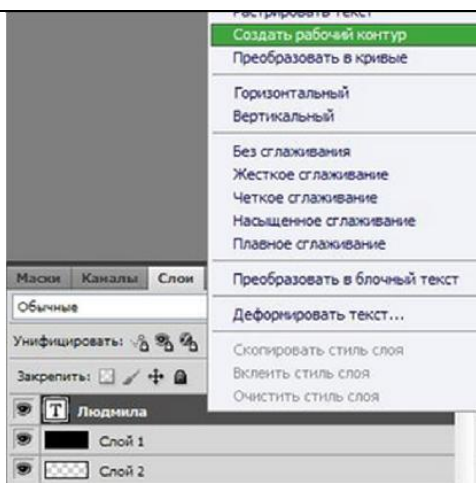 Растрировать текст
Создать рабочий контур
Преобразовать в кривые
Горизонтальный
Вертикальный
Без сглаживания
Жесткое сглаживание
Четкое сглаживание
Насыщенное сглаживание
Плавное сглаживание
Преобразовать в блочный текст
Деформировать текст...
Скопировать стиль слоя
Вклеить стиль слоя
Очистить стиль слоя
Маски Каналы Слои
Обычные
Унифицировать:
Закрепить:
T Людмила
Слой 1
Слой 2